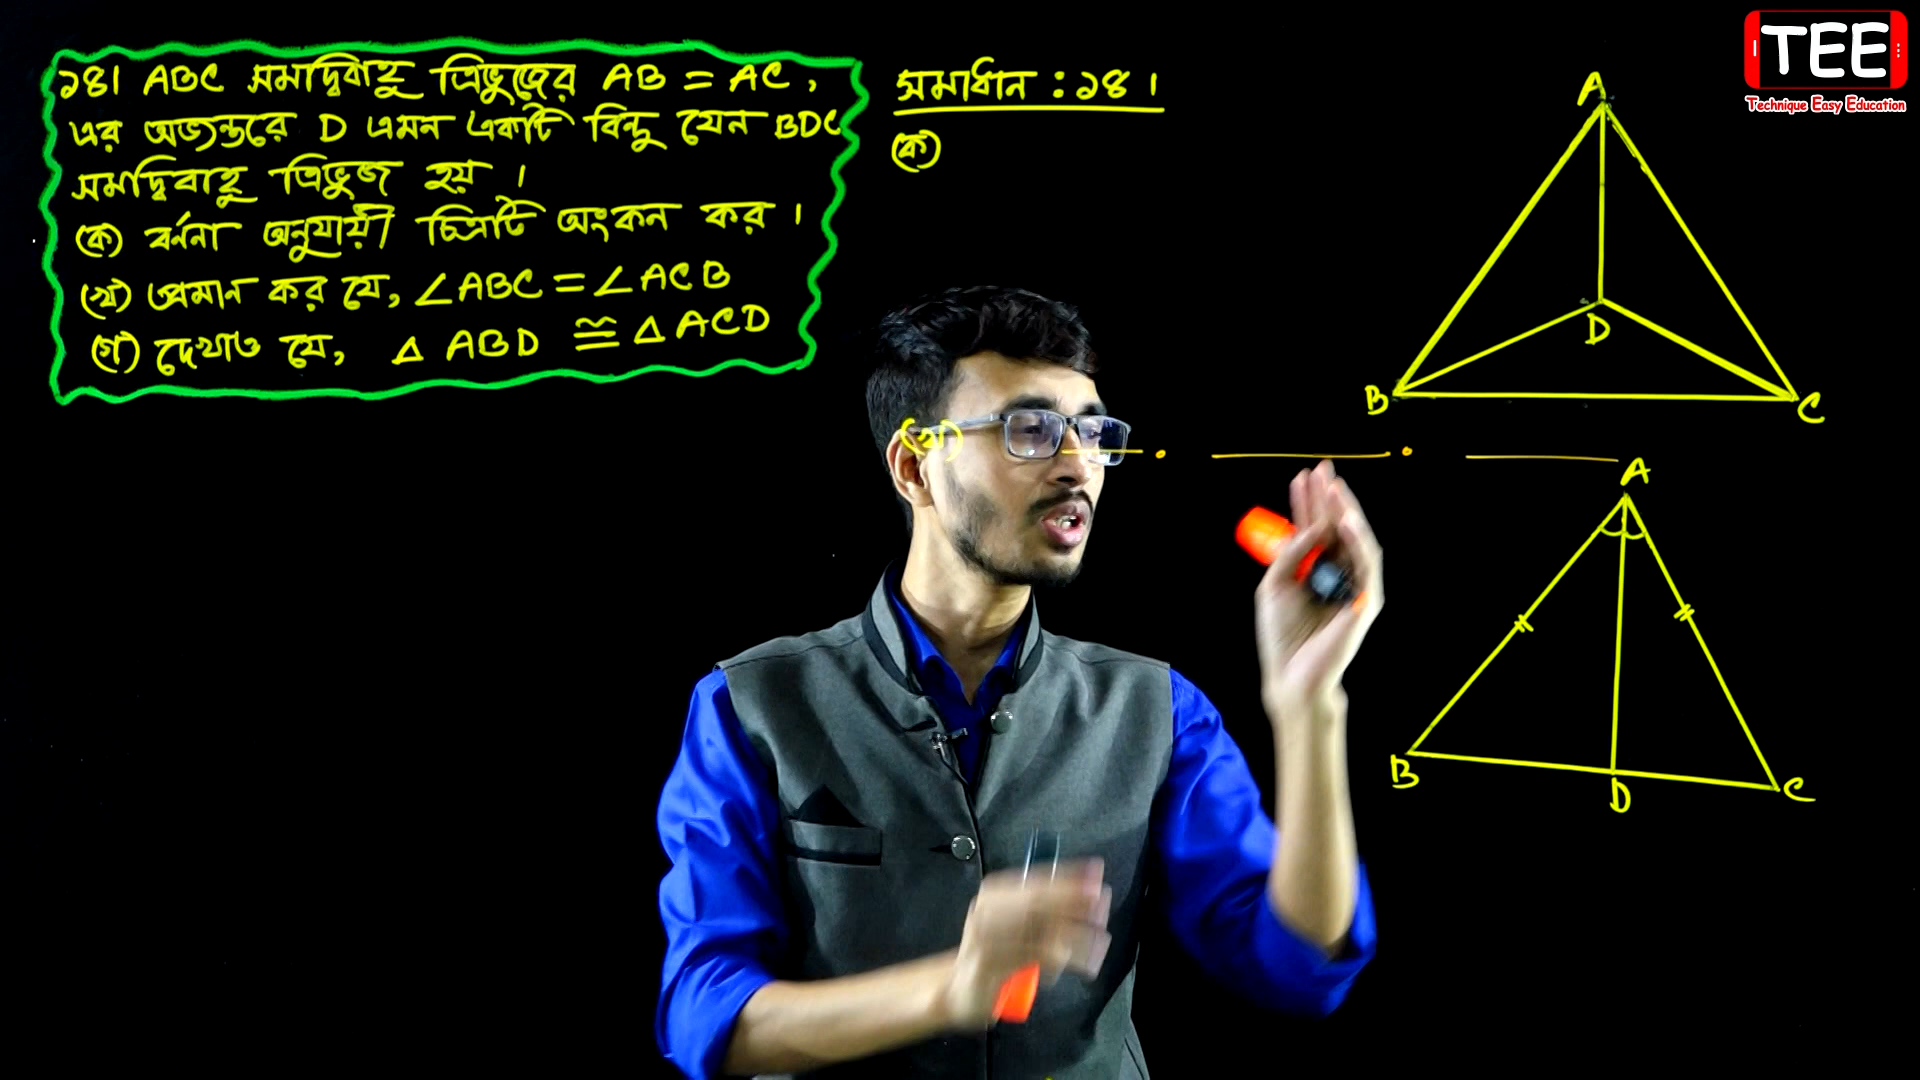 ১৪। ABC সমদ্বিবাহু ত্রিভুজের AB = AC,
এর অভ্যন্তরে D এমন একটি বিন্দু যেন BDC
সমদ্বিবাহু ত্রিভুজ হয়।
(ক) বর্ননা অনুযায়ী চিত্রটি অংকন কর।
(খ) প্রমান কর যে, ∠ABC = ∠ACB
(গ) দেখাও যে, △ ABD ≅ △ ACD
সমাধান : ১৪।
(ক)
A
D
B
C
(খ)
A
B
D
C
TEE
Technique Easy Education